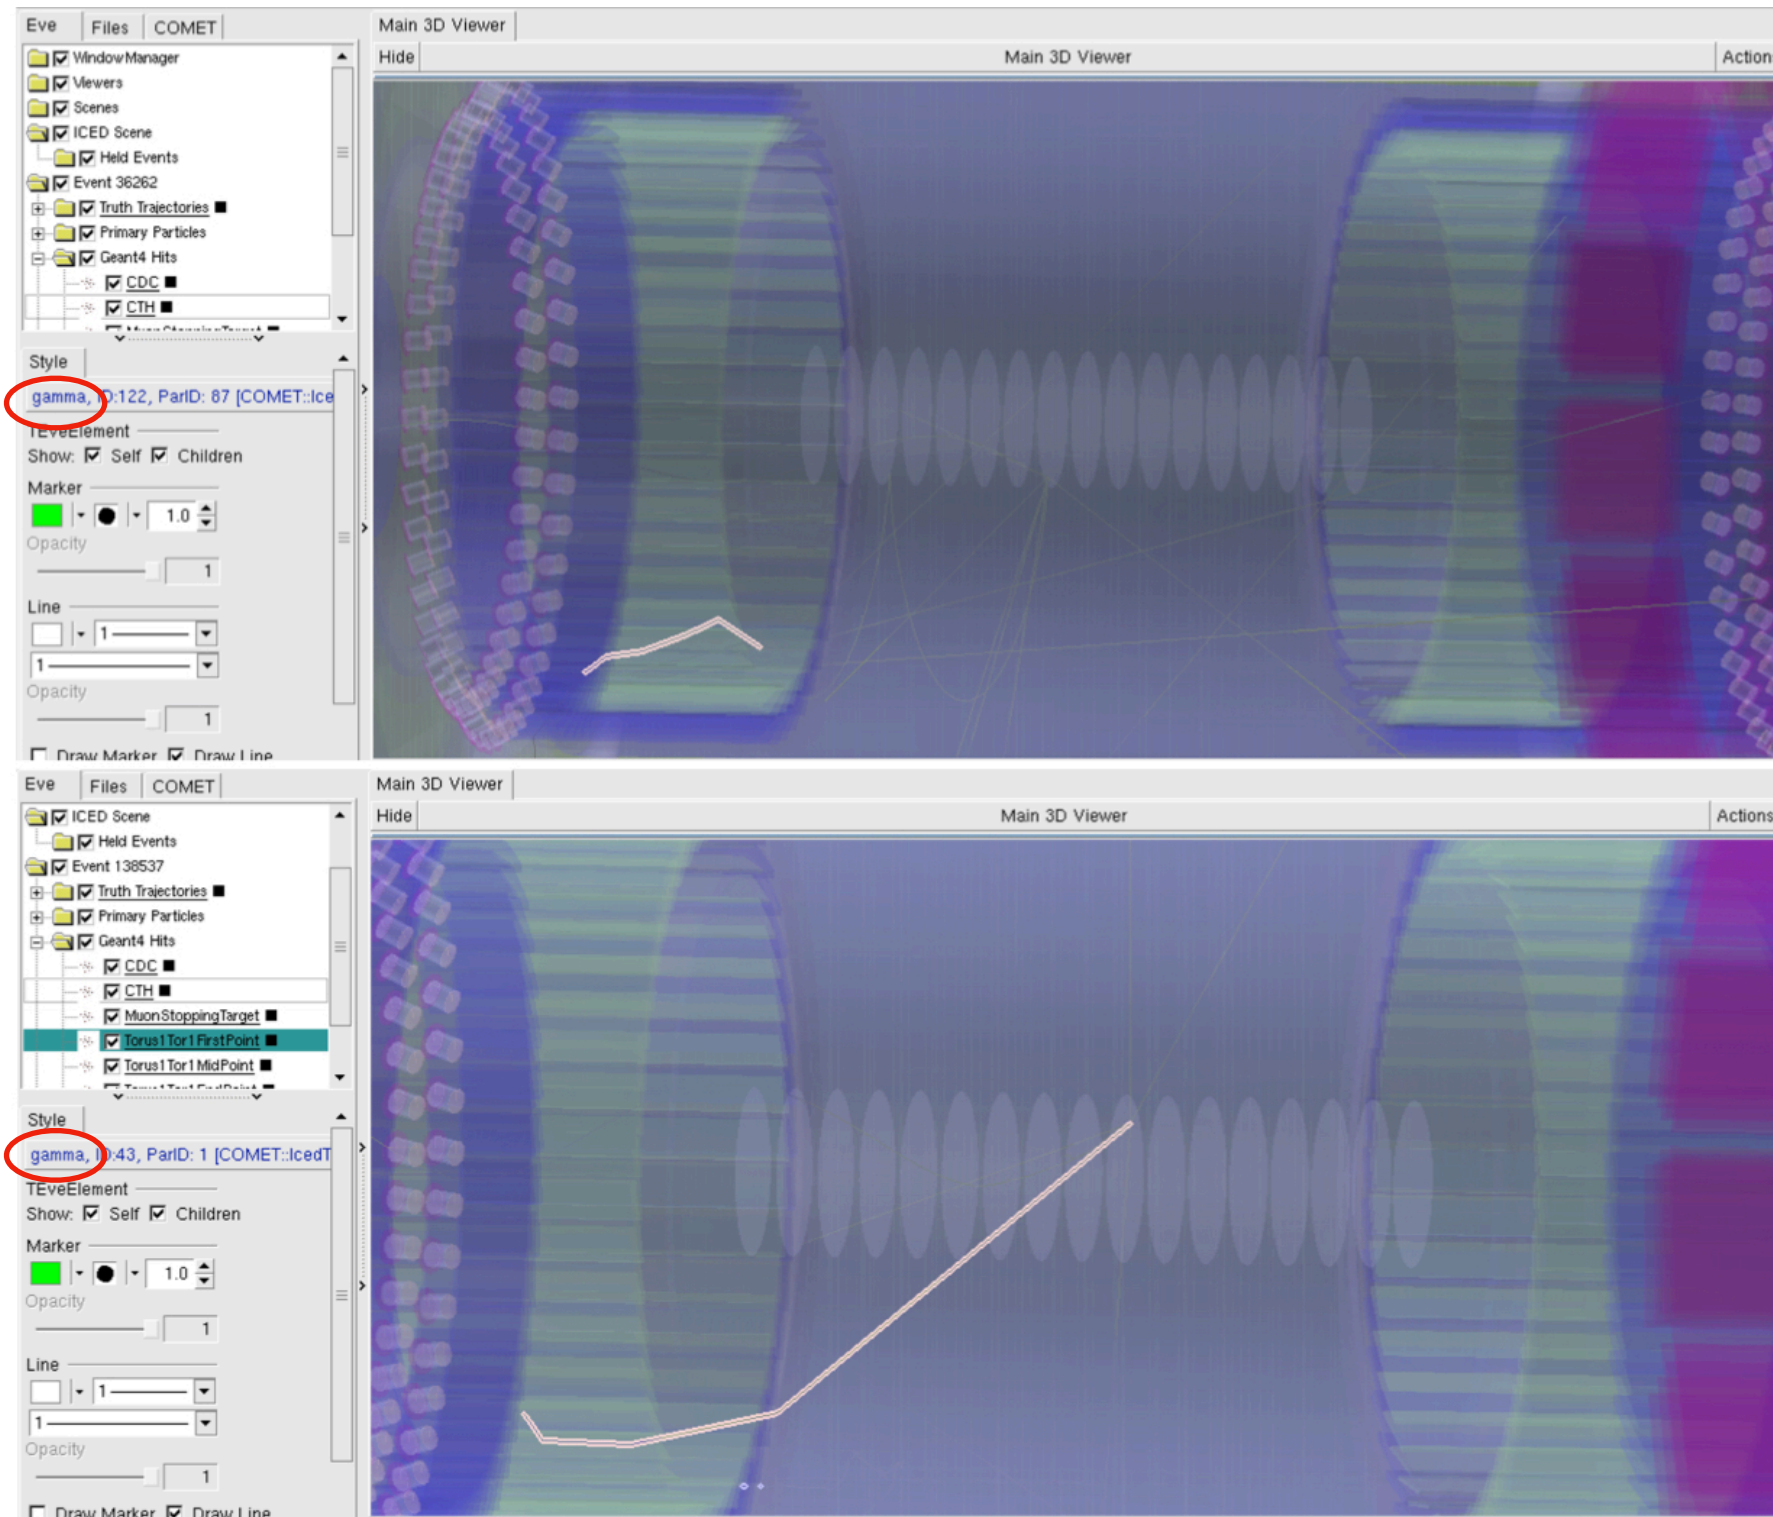 Eve Files COMET Main 3D Viewer
Hide Main 3D Viewer Action
WindowManager
Viewers
Scenes
ICED Scene
Held Events
Event 36262
Truth Trajectories
Primary Particles
Geant4 Hits
CDC
CTH
MuonStoppingTarget
Style
gamma, ID:122, ParID: 87 [COMET::Ice
TEveElement
Show: Self Children
Marker
1.0
Opacity
1
Line
1
1
Opacity
1
Draw Marker Draw Line
Eve Files COMET Main 3D Viewer
Hide Main 3D Viewer Actions
ICED Scene
Held Events
Event 138537
Truth Trajectories
Primary Particles
Geant4 Hits
CDC
CTH
MuonStoppingTarget
Torus1Tor1FirstPoint
Torus1Tor1MidPoint
Torus1Tor1EndPoint
Style
gamma, ID:43, ParID: 1 [COMET::IcedT
TEveElement
Show: Self Children
Marker
1.0
Opacity
1
Line
1
1
Opacity
1
Draw Marker Draw Line